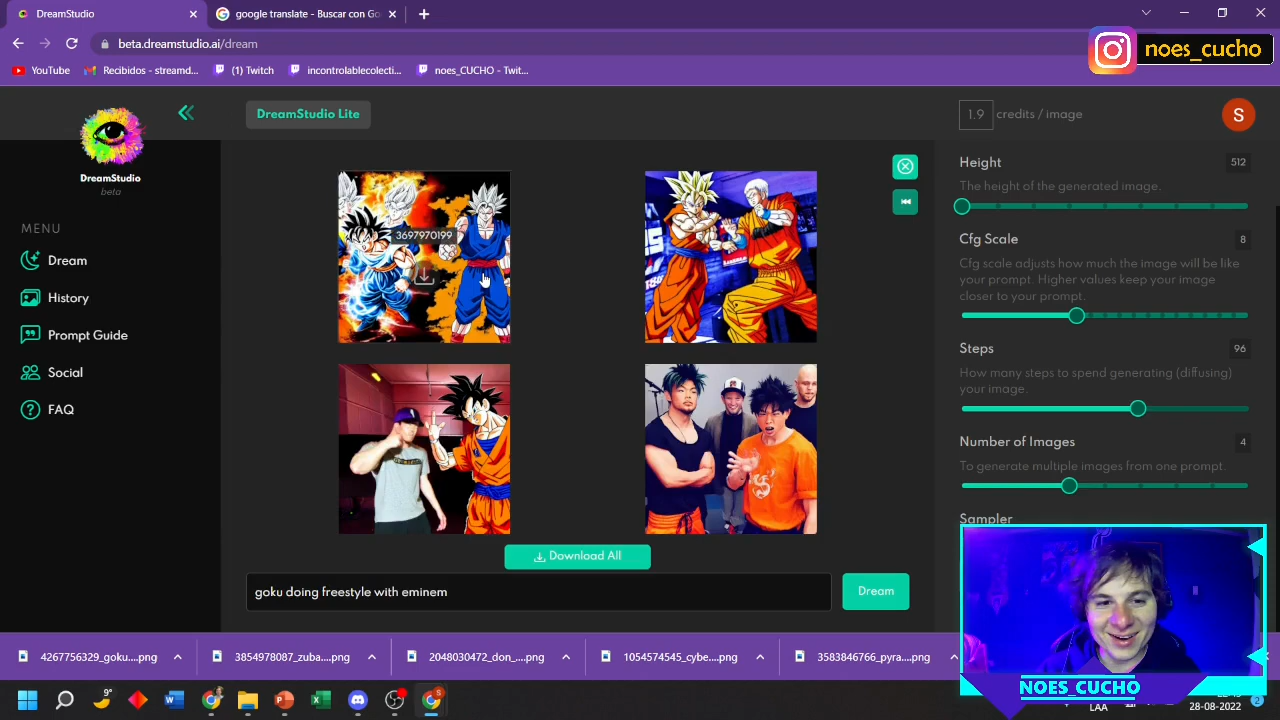 DreamStudio
google translate - Buscar con Go
beta.dreamstudio.ai/dream
noes_cucho
YouTube
Recibidos - streamd...
(1) Twitch
incontrolablecolecti...
noes_CUCHO - Twit...
DreamStudio Lite
1.9 credits / image
S
DreamStudio
beta
MENU
Dream
History
Prompt Guide
Social
FAQ
3697970199
Height 512
The height of the generated image.
Cfg Scale 8
Cfg scale adjusts how much the image will be like
your prompt. Higher values keep your image
closer to your prompt.
Steps 96
How many steps to spend generating (diffusing)
your image.
Number of Images 4
To generate multiple images from one prompt.
Sampler
Download All
goku doing freestyle with eminem
Dream
4267756329_goku....png
3854978087_zuba....png
2048030472_don_....png
1054574545_cybe....png
3583846766_pyra....png
NOES_CUCHO
9°
LAA
28-08-2022
2